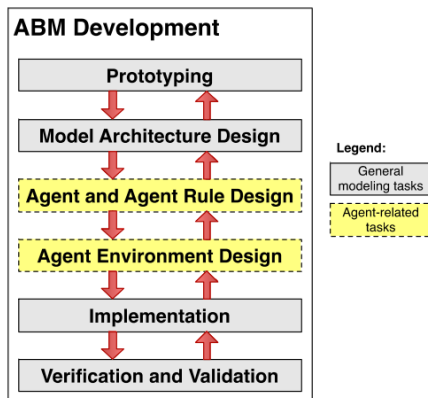 ABM Development
Prototyping
Model Architecture Design
Agent and Agent Rule Design
Agent Environment Design
Implementation
Verification and Validation
Legend:
General
modeling tasks
Agent-related
tasks